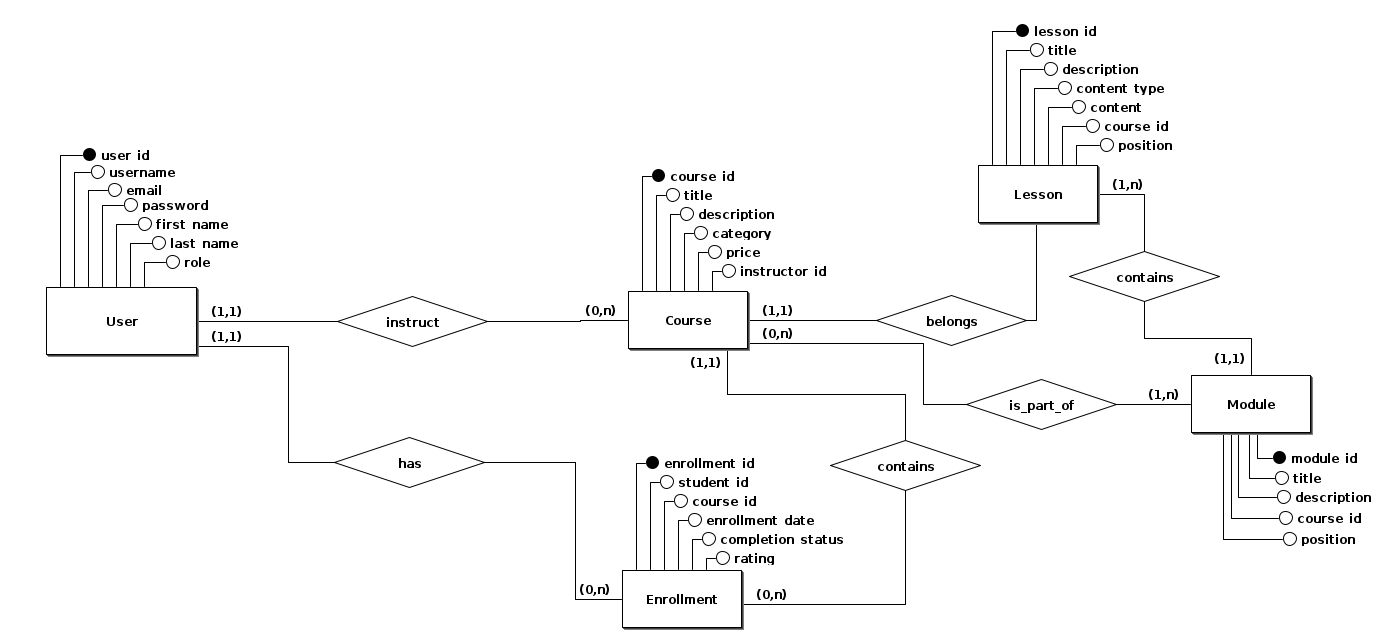 lesson id
title
description
content type
content
course id
position
Lesson
(1,n)
contains
user id
username
email
password
first name
last name
role
User
(1,1)
(1,1)
instruct
(0,n)
course id
title
description
category
price
instructor id
Course
(1,1)
(0,n)
(1,1)
belongs
is_part_of
(1,n)
(1,1)
Module
module id
title
description
course id
position
has
contains
enrollment id
student id
course id
enrollment date
completion status
rating
(0,n)
Enrollment
(0,n)